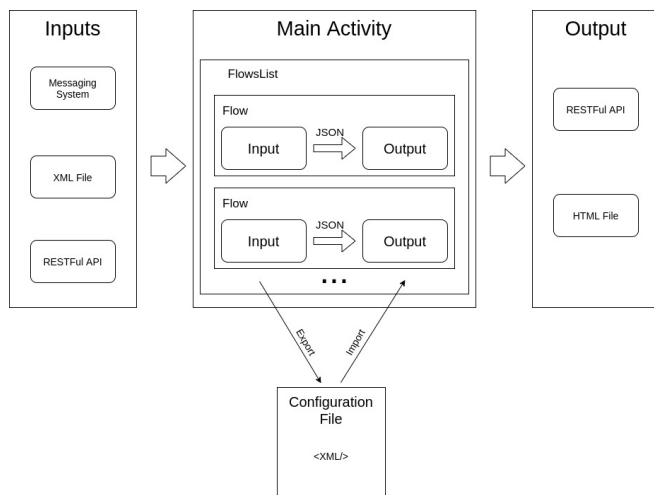 Inputs
Messaging
System
XML File
RESTFul API
Main Activity
FlowsList
Flow
Input
JSON
Output
Flow
Input
JSON
Output
...
Output
RESTFul API
HTML File
Export
Import
Configuration
File
<XML/>